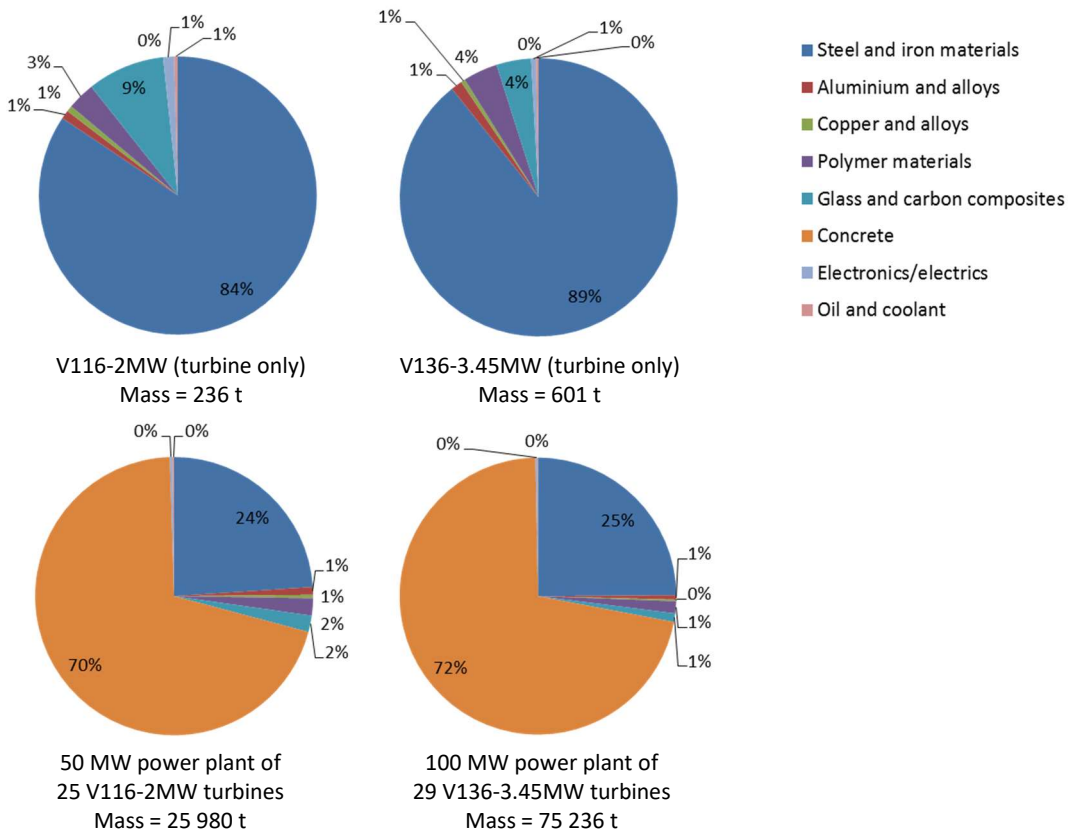 1%
0%
1%
3%
9%
1%
1%
84%
V116-2MW (turbine only)
Mass = 236 t
1%
1%
0%
4%
0%
4%
1%
89%
V136-3.45MW (turbine only)
Mass = 601 t
Steel and iron materials
Aluminium and alloys
Copper and alloys
Polymer materials
Glass and carbon composites
Concrete
Electronics/electrics
Oil and coolant
0%
0%
24%
1%
1%
2%
2%
70%
50 MW power plant of
25 V116-2MW turbines
Mass = 25 980 t
0%
0%
25%
1%
0%
1%
1%
72%
100 MW power plant of
29 V136-3.45MW turbines
Mass = 75 236 t